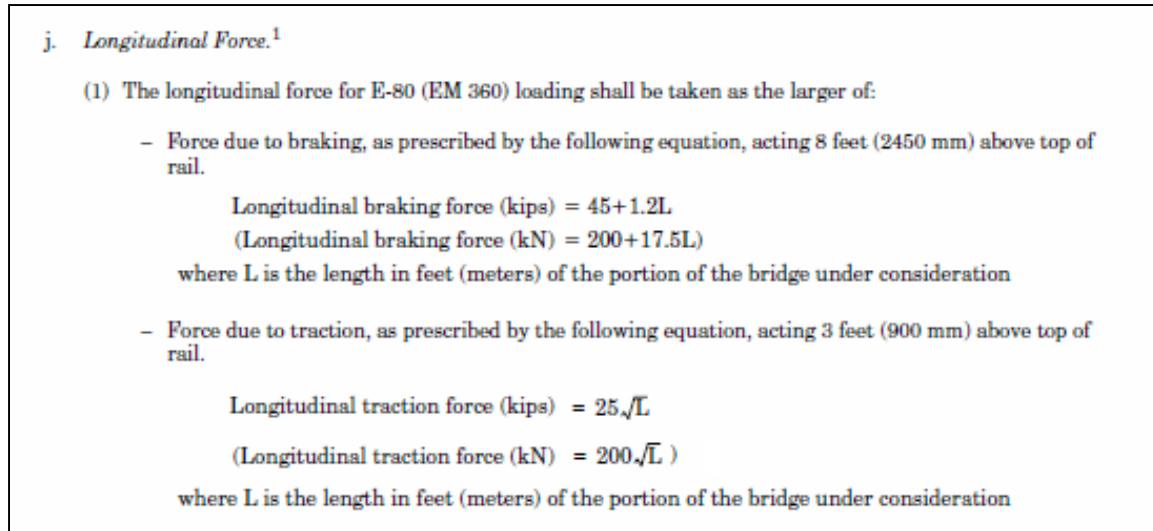 j. Longitudinal Force.1
(1) The longitudinal force for E-80 (EM 360) loading shall be taken as the larger of:
– Force due to braking, as prescribed by the following equation, acting 8 feet (2450 mm) above top of
rail.
Longitudinal braking force (kips) = 45+1.2L
(Longitudinal braking force (kN) = 200+17.5L)
where L is the length in feet (meters) of the portion of the bridge under consideration
– Force due to traction, as prescribed by the following equation, acting 3 feet (900 mm) above top of
rail.
Longitudinal traction force (kips) = 25√L
(Longitudinal traction force (kN) = 200√L )
where L is the length in feet (meters) of the portion of the bridge under consideration